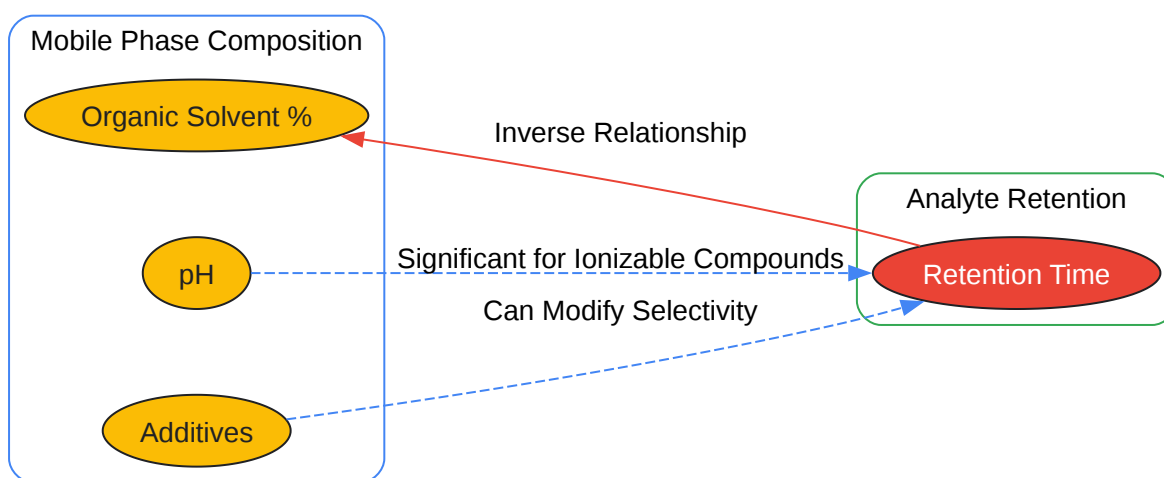 Mobile Phase Composition
Organic Solvent %
Inverse Relationship
Analyte Retention
pH
Significant for Ionizable Compounds
Retention Time
Can Modify Selectivity
Additives